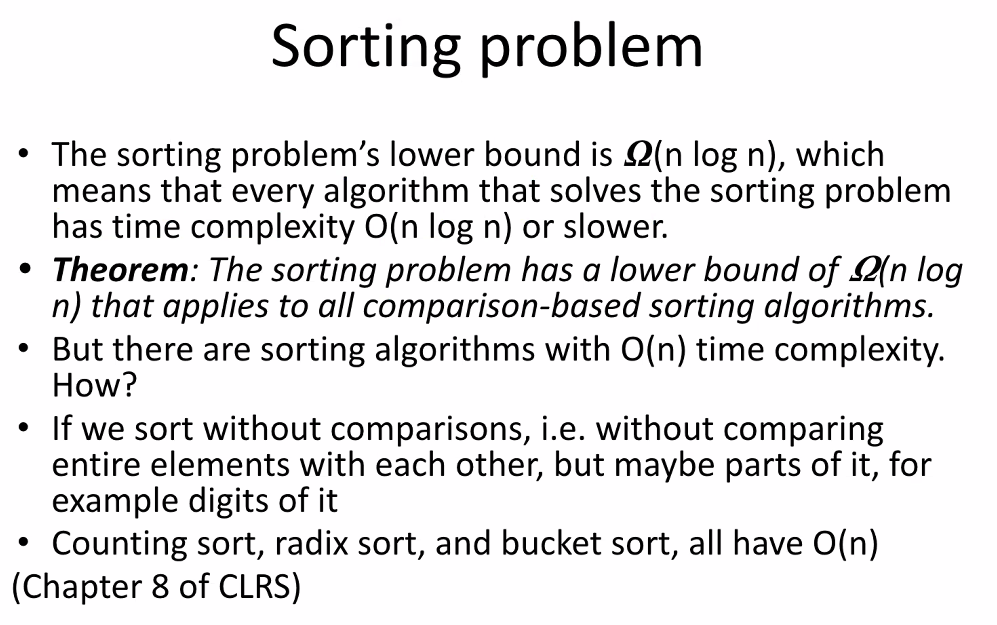 Sorting problem
• The sorting problem’s lower bound is Ω(n log n), which
means that every algorithm that solves the sorting problem
has time complexity O(n log n) or slower.
• Theorem: The sorting problem has a lower bound of Ω(n log
n) that applies to all comparison-based sorting algorithms.
• But there are sorting algorithms with O(n) time complexity.
How?
• If we sort without comparisons, i.e. without comparing
entire elements with each other, but maybe parts of it, for
example digits of it
• Counting sort, radix sort, and bucket sort, all have O(n)
(Chapter 8 of CLRS)